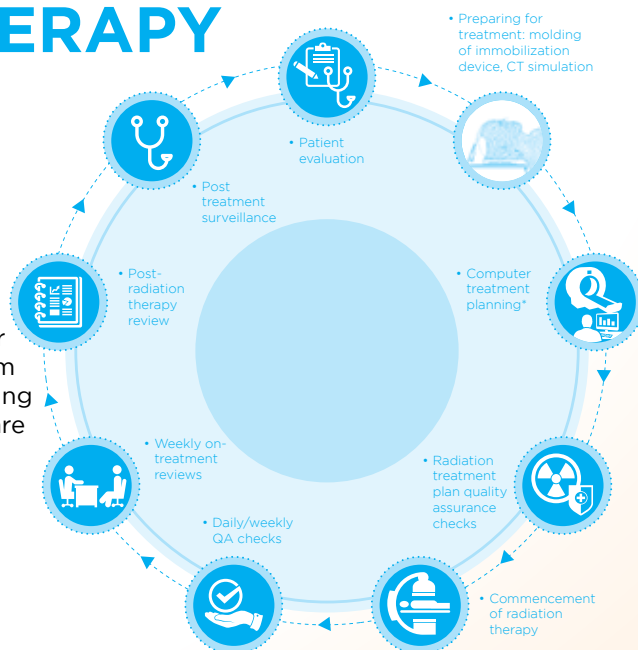 ERAPY
• Preparing for
treatment: molding
of immobilization
device, CT simulation
• Patient
evaluation
• Post
treatment
surveillance
• Computer
treatment
planning*
• Post-
radiation
therapy
review
r
m
ing
are
• Weekly on-
treatment
reviews
• Radiation
treatment
plan quality
assurance
checks
• Daily/weekly
QA checks
• Commencement
of radiation
therapy